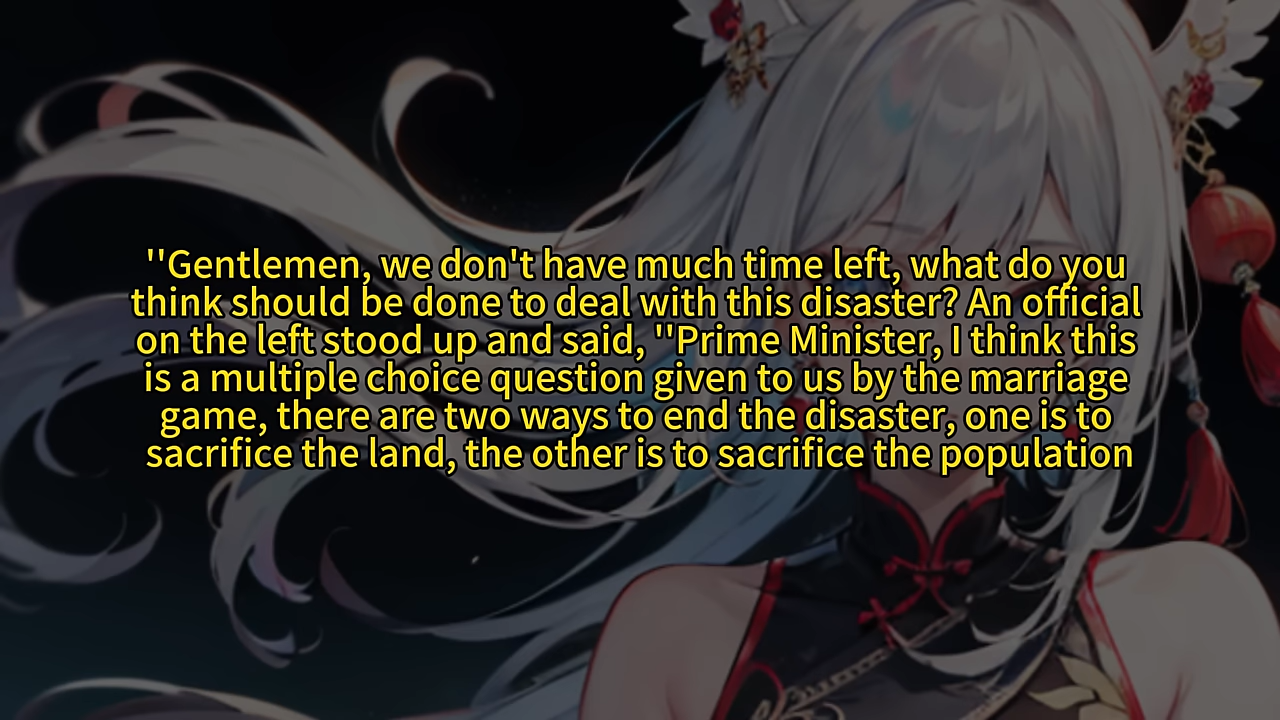 ''Gentlemen, we don't have much time left, what do you
think should be done to deal with this disaster? An official
on the left stood up and said, ''Prime Minister, I think this
is a multiple choice question given to us by the marriage
game, there are two ways to end the disaster, one is to
sacrifice the land, the other is to sacrifice the population